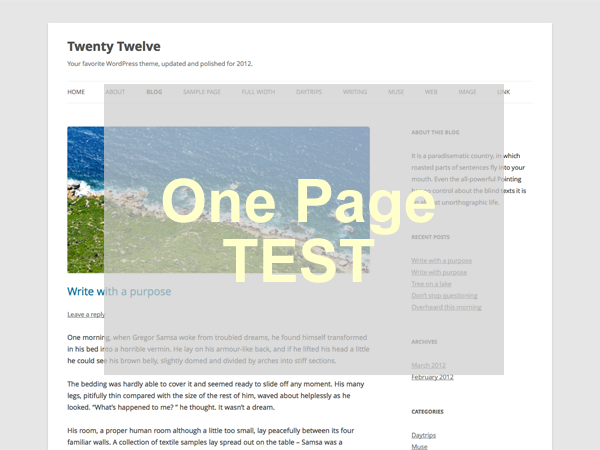 Twenty Twelve
Your favorite WordPress theme, updated and polished for 2012.
HOME ABOUT BLOG SAMPLE PAGE FULL WIDTH DAYTRIPS WRITING MUSE WEB IMAGE LINK
One Page
TEST
Write with a purpose
Leave a reply
One morning, when Gregor Samsa woke from troubled dreams, he found himself transformed
in his bed into a horrible vermin. He lay on his armour-like back, and if he lifted his head a little
he could see his brown belly, slightly domed and divided by arches into stiff sections.
The bedding was hardly able to cover it and seemed ready to slide off any moment. His many
legs, pitifully thin compared with the size of the rest of him, waved about helplessly as he
looked. “What’s happened to me? ” he thought. It wasn’t a dream.
His room, a proper human room although a little too small, lay peacefully between its four
familiar walls. A collection of textile samples lay spread out on the table – Samsa was a
ABOUT THIS BLOG
It is a paradisematic country, in which
roasted parts of sentences fly into your
mouth. Even the all-powerful Pointing
has no control about the blind texts it is
an almost unorthographic life.
RECENT POSTS
Write with a purpose
Write with purpose
Tree on a lake
Don't stop questioning
Overheard this morning
ARCHIVES
March 2013
February 2012
CATEGORIES
Daytrips
Muse